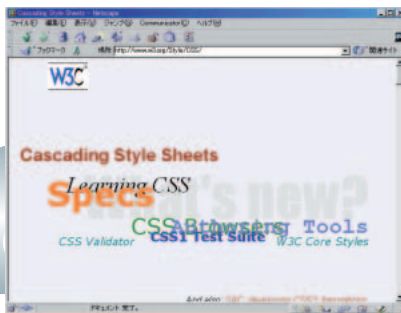 Cascading Style Sheets - Netscape
ファイル(F) 編集(E) 表示(V) ジャンプ(G) Communicator(C) ヘルプ(H)
ブックマーク 場所: http://www.w3.org/Style/CSS/ 関連サイト
W3C
Cascading Style Sheets
Learning CSS
What's new?
Specs
CSS Browsers
Authoring Tools
CSS Validator
CSS1 Test Suite
W3C Core Styles
And also
ドキュメント: 完了。